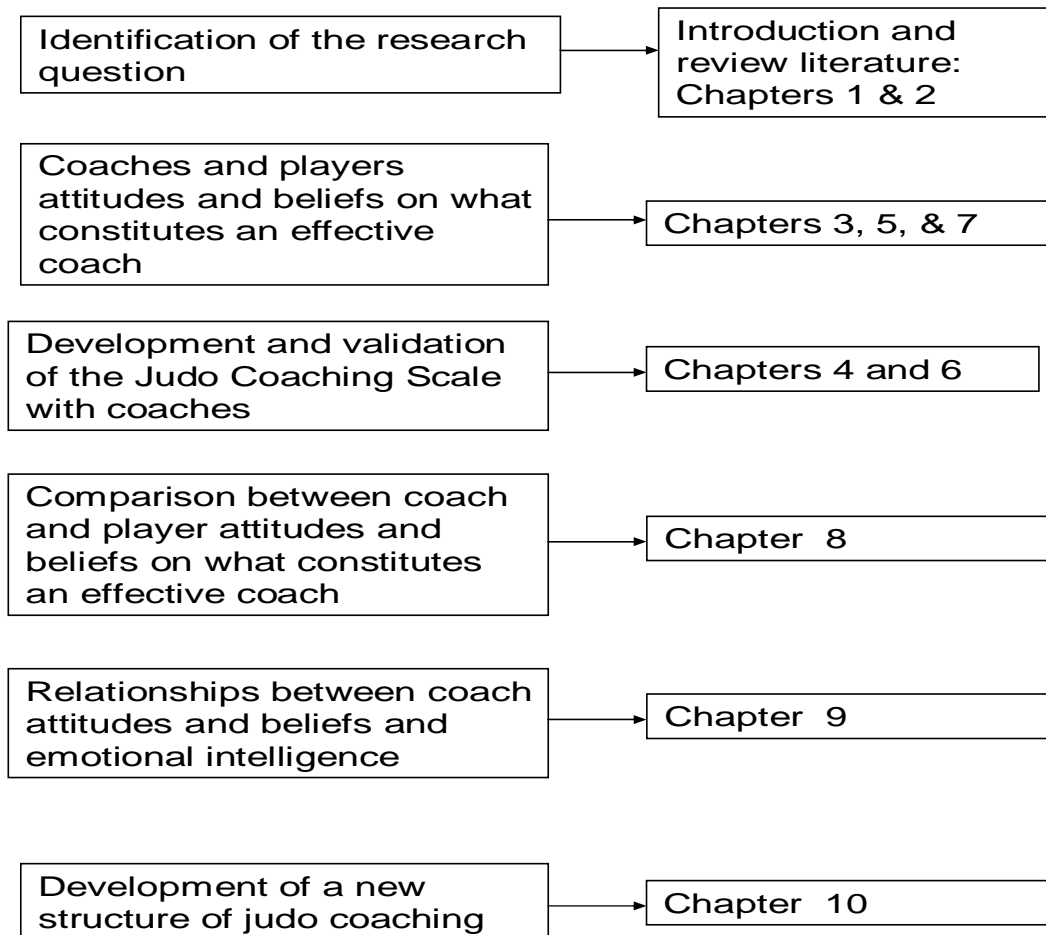 Identification of the research
question
Introduction and
review literature:
Chapters 1 & 2
Coaches and players
attitudes and beliefs on what
constitutes an effective
coach
Chapters 3, 5, & 7
Development and validation
of the Judo Coaching Scale
with coaches
Chapters 4 and 6
Comparison between coach
and player attitudes and
beliefs on what constitutes
an effective coach
Chapter 8
Relationships between coach
attitudes and beliefs and
emotional intelligence
Chapter 9
Development of a new
structure of judo coaching
Chapter 10